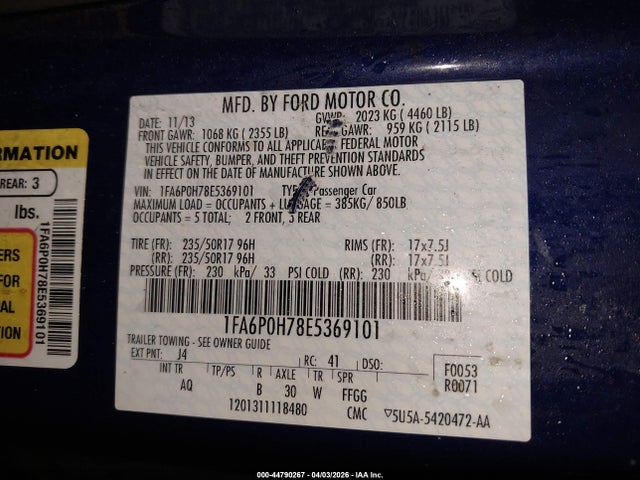 MFD. BY FORD MOTOR CO.
DATE: 11/13 GVWR: 2023 KG ( 4460 LB)
FRONT GAWR: 1068 KG ( 2355 LB) GAWR: 959 KG ( 2115 LB)
THIS VEHICLE CONFORMS TO ALL FEDERAL MOTOR
VEHICLE SAFETY, BUMPER, AND THEFT PREVENTION STANDARDS
IN EFFECT ON THE DATE OF MANUFACTURE SHOWN ABOVE.
VIN: 1FA6P0H78E5369101 Passenger Car
MAXIMUM LOAD = OCCUPANTS + = 385KG/ 850LB
OCCUPANTS = 5 TOTAL; 2 FRONT, 3 REAR
TIRE (FR): 235/50R17 96H RIMS (FR): 17x7.5J
(RR): 235/50R17 96H (RR): 17x7.5J
PRESSURE (FR): 230 kPa/ 33 PSI COLD (RR): 230 kPa/ PSI COLD
1FA6P0H78E5369101
TRAILER TOWING - SEE OWNER GUIDE
EXT PNT: J4 RC: 41 DSO: F0053
INT TR TP/PS R AXLE TR SPR R0071
AQ B 30 W FFGG
1201311118480 CMC ▽5U5A-5420472-AA
ORMATION
REAR: 3
lbs.
1FA6P0H78E5369101
ERS
FOR
AL
ON
000-44790267 - 04/03/2026 - IAA Inc.